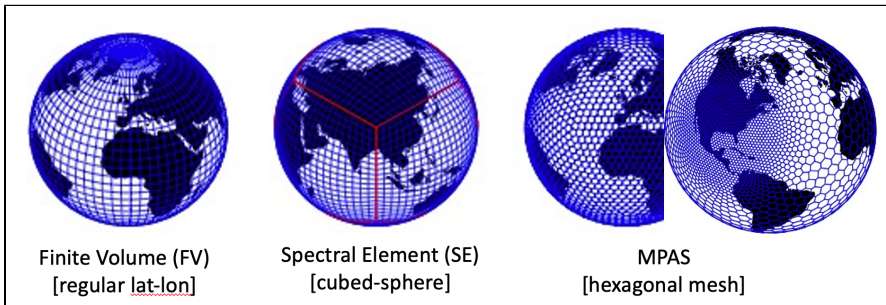 Finite Volume (FV)
[regular lat-lon]
Spectral Element (SE)
[cubed-sphere]
MPAS
[hexagonal mesh]